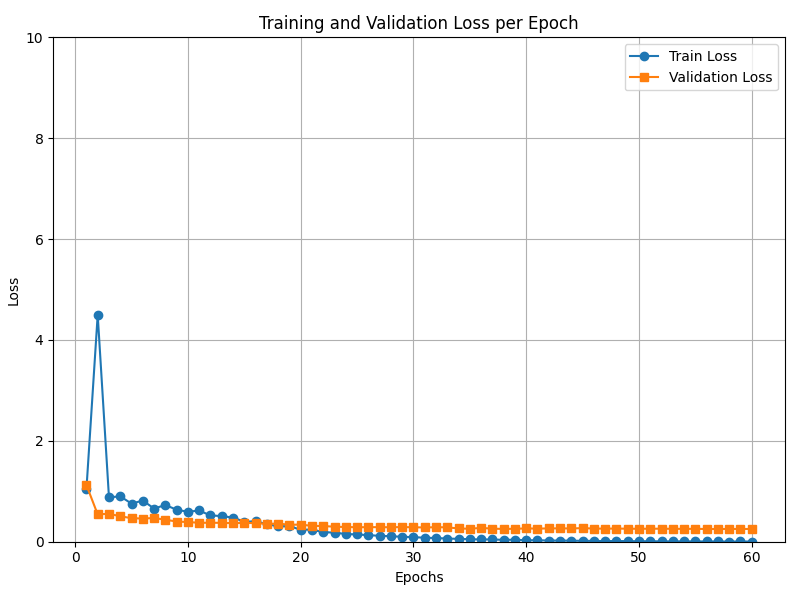 Training and Validation Loss per Epoch
Train Loss
Validation Loss
Loss
10
8
6
4
2
0
0 10 20 30 40 50 60
Epochs